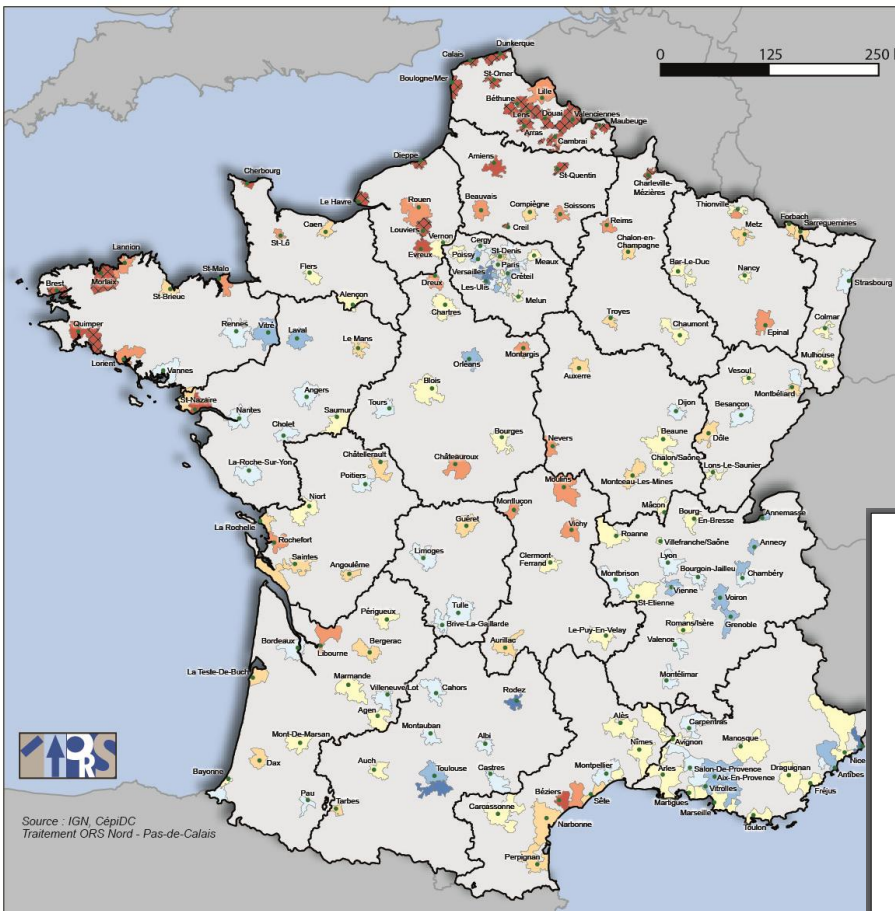 Dunkerque
Calais
0 125 250
St-Omer
Boulogne/Mer
Lille
Béthune
Lens
Douai
Valenciennes
Maubeuge
Arras
Cambrai
Dieppe
Amiens
St-Quentin
Cherbourg
Charleville-
Mézières
Le Havre
Rouen
Beauvais
Compiègne
Soissons
Thionville
Forbach
Sarreguemines
Caen
Louviers
Creil
Reims
Metz
St-Lô
Vernon
Cergy
St-Denis
Chalon-en-
Champagne
Lannion
Evreux
Poissy
Paris
Meaux
Bar-Le-Duc
Nancy
Strasbourg
St-Malo
Flers
Versailles
Créteil
Brest
Morlaix
St-Brieuc
Dreux
Les-Ulis
Melun
Alençon
Chartres
Troyes
Epinal
Colmar
Quimper
Rennes
Vitré
Laval
Chaumont
Le Mans
Orléans
Montargis
Mulhouse
Lorient
Vannes
Auxerre
Vesoul
Blois
Montbéliard
St-Nazaire
Angers
Tours
Dijon
Besançon
Nantes
Saumur
Cholet
Bourges
Beaune
Nevers
Dôle
Châtellerault
Châteauroux
Chalon/Saône
La-Roche-Sur-Yon
Poitiers
Montceau-Les-Mines
Lons-Le-Saunier
Moulins
Niort
Montluçon
Mâcon
Bourg-
En-Bresse
Annemasse
La Rochelle
Guéret
Vichy
Roanne
Rochefort
Villefranche/Saône
Annecy
Saintes
Limoges
Clermont-
Ferrand
Lyon
Angoulême
Montbrison
Bourgoin-Jailleu
Chambéry
Vienne
St-Etienne
Voiron
Périgueux
Tulle
Brive-La-Gaillarde
Grenoble
Bordeaux
Le-Puy-En-Velay
Romans/Isère
Libourne
Bergerac
Aurillac
Valence
La Teste-De-Buch
Marmande
Montélimar
Villeneuve/Lot
Cahors
Rodez
Agen
Mont-De-Marsan
Montauban
Alès
Carpentras
Albi
Manosque
Avignon
Nîmes
Dax
Auch
Montpellier
Salon-De-Provence
Nice
Bayonne
Toulouse
Castres
Arles
Aix-En-Provence
Draguignan
Antibes
Pau
Béziers
Vitrolles
Fréjus
Tarbes
Carcassonne
Sète
Martigues
Marseille
Toulon
Narbonne
Perpignan
ORS
Source : IGN, CépiDC
Traitement ORS Nord - Pas-de-Calais